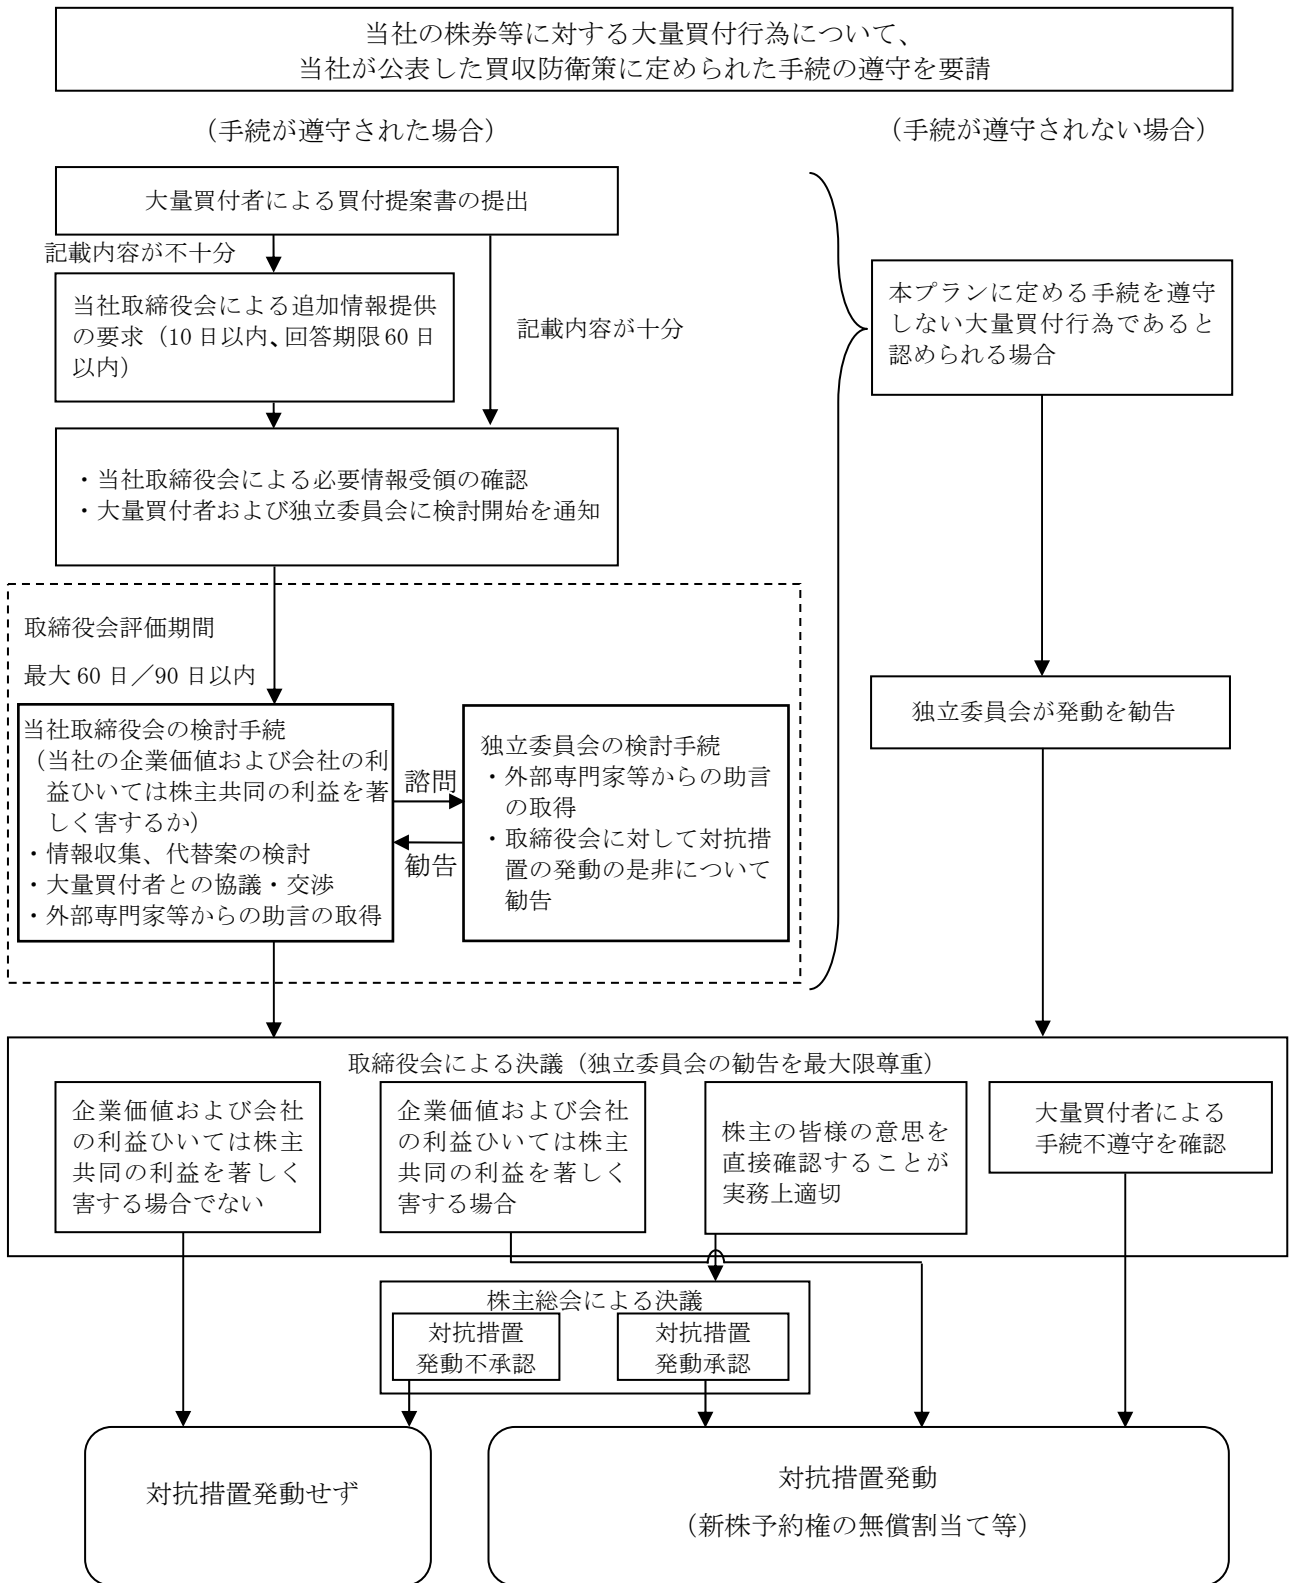 当社の株券等に対する大量買付行為について、
当社が公表した買収防衛策に定められた手続の遵守を要請
（手続が遵守された場合）
（手続が遵守されない場合）
大量買付者による買付提案書の提出
記載内容が不十分
当社取締役会による追加情報提供
の要求（10 日以内、回答期限 60 日
以内）
記載内容が十分
本プランに定める手続を遵守
しない大量買付行為であると
認められる場合
・当社取締役会による必要情報受領の確認
・大量買付者および独立委員会に検討開始を通知
取締役会評価期間
最大 60 日／90 日以内
当社取締役会の検討手続
（当社の企業価値および会社の利
益ひいては株主共同の利益を著
しく害するか）
・情報収集、代替案の検討
・大量買付者との協議・交渉
・外部専門家等からの助言の取得
諮問
勧告
独立委員会の検討手続
・外部専門家等からの助言
の取得
・取締役会に対して対抗措
置の発動の是非について
勧告
独立委員会が発動を勧告
取締役会による決議（独立委員会の勧告を最大限尊重）
企業価値および会社
の利益ひいては株主
共同の利益を著しく
害する場合でない
企業価値および会社
の利益ひいては株主
共同の利益を著しく
害する場合
株主の皆様の意思を
直接確認することが
実務上適切
大量買付者による
手続不遵守を確認
株主総会による決議
対抗措置
発動不承認
対抗措置
発動承認
対抗措置発動せず
対抗措置発動
（新株予約権の無償割当て等）